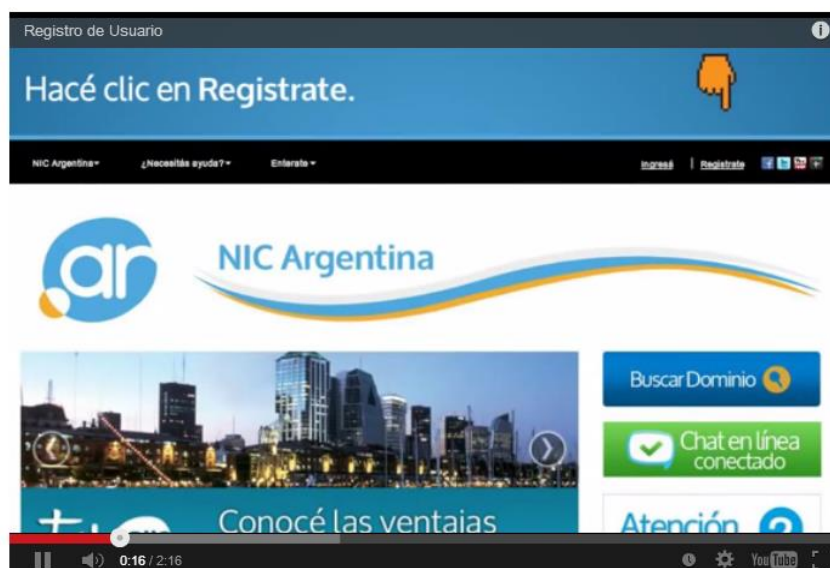 Registro de Usuario
Hacé clic en Registrate.
NIC Argentina
¿Necesitás ayuda?
Enterate
Ingresá | Registrate
.ar
NIC Argentina
Buscar Dominio
Chat en línea
conectado
Conocé las ventajas
Atención
0:16 / 2:16
YouTube